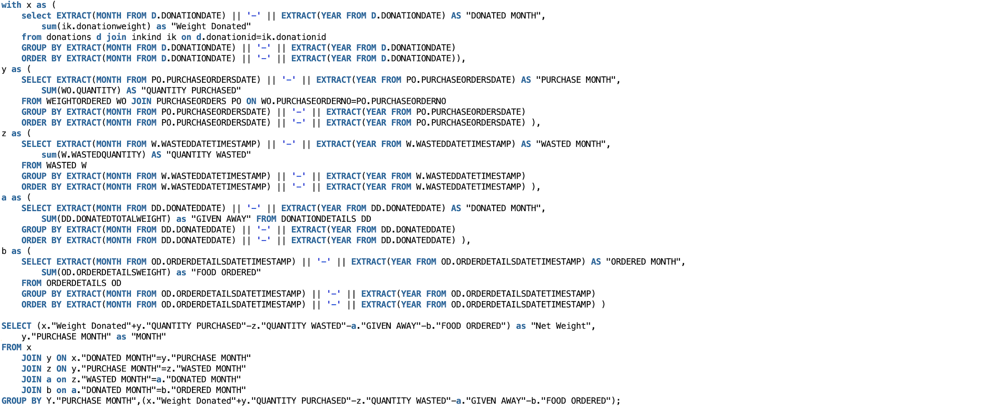 with x as (
    select EXTRACT(MONTH FROM D.DONATIONDATE) || '-' || EXTRACT(YEAR FROM D.DONATIONDATE) AS "DONATED MONTH",
        sum(ik.donationweight) as "Weight Donated"
    from donations d join inkind ik on d.donationid=ik.donationid
    GROUP BY EXTRACT(MONTH FROM D.DONATIONDATE) || '-' || EXTRACT(YEAR FROM D.DONATIONDATE)
    ORDER BY EXTRACT(MONTH FROM D.DONATIONDATE) || '-' || EXTRACT(YEAR FROM D.DONATIONDATE)),
y as (
    SELECT EXTRACT(MONTH FROM PO.PURCHASEORDERSDATE) || '-' || EXTRACT(YEAR FROM PO.PURCHASEORDERSDATE) AS "PURCHASE MONTH",
        SUM(WO.QUANTITY) AS "QUANTITY PURCHASED"
    FROM WEIGHTORDERED WO JOIN PURCHASEORDERS PO ON WO.PURCHASEORDERNO=PO.PURCHASEORDERNO
    GROUP BY EXTRACT(MONTH FROM PO.PURCHASEORDERSDATE) || '-' || EXTRACT(YEAR FROM PO.PURCHASEORDERSDATE)
    ORDER BY EXTRACT(MONTH FROM PO.PURCHASEORDERSDATE) || '-' || EXTRACT(YEAR FROM PO.PURCHASEORDERSDATE) ),
z as (
    SELECT EXTRACT(MONTH FROM W.WASTEDDATETIMESTAMP) || '-' || EXTRACT(YEAR FROM W.WASTEDDATETIMESTAMP) AS "WASTED MONTH",
        sum(W.WASTEDQUANTITY) AS "QUANTITY WASTED"
    FROM WASTED W
    GROUP BY EXTRACT(MONTH FROM W.WASTEDDATETIMESTAMP) || '-' || EXTRACT(YEAR FROM W.WASTEDDATETIMESTAMP)
    ORDER BY EXTRACT(MONTH FROM W.WASTEDDATETIMESTAMP) || '-' || EXTRACT(YEAR FROM W.WASTEDDATETIMESTAMP) ),
a as (
    SELECT EXTRACT(MONTH FROM DD.DONATEDDATE) || '-' || EXTRACT(YEAR FROM DD.DONATEDDATE) AS "DONATED MONTH",
        SUM(DD.DONATEDTOTALWEIGHT) as "GIVEN AWAY" FROM DONATIONDETAILS DD
    GROUP BY EXTRACT(MONTH FROM DD.DONATEDDATE) || '-' || EXTRACT(YEAR FROM DD.DONATEDDATE)
    ORDER BY EXTRACT(MONTH FROM DD.DONATEDDATE) || '-' || EXTRACT(YEAR FROM DD.DONATEDDATE) ),
b as (
    SELECT EXTRACT(MONTH FROM OD.ORDERDETAILSDATETIMESTAMP) || '-' || EXTRACT(YEAR FROM OD.ORDERDETAILSDATETIMESTAMP) AS "ORDERED MONTH",
        SUM(OD.ORDERDETAILSWEIGHT) as "FOOD ORDERED"
    FROM ORDERDETAILS OD
    GROUP BY EXTRACT(MONTH FROM OD.ORDERDETAILSDATETIMESTAMP) || '-' || EXTRACT(YEAR FROM OD.ORDERDETAILSDATETIMESTAMP)
    ORDER BY EXTRACT(MONTH FROM OD.ORDERDETAILSDATETIMESTAMP) || '-' || EXTRACT(YEAR FROM OD.ORDERDETAILSDATETIMESTAMP) )

SELECT (x."Weight Donated"+y."QUANTITY PURCHASED"-z."QUANTITY WASTED"-a."GIVEN AWAY"-b."FOOD ORDERED") as "Net Weight",
    y."PURCHASE MONTH" as "MONTH"
FROM x
    JOIN y ON x."DONATED MONTH"=y."PURCHASE MONTH"
    JOIN z ON y."PURCHASE MONTH"=z."WASTED MONTH"
    JOIN a on z."WASTED MONTH"=a."DONATED MONTH"
    JOIN b on a."DONATED MONTH"=b."ORDERED MONTH"
GROUP BY Y."PURCHASE MONTH",(x."Weight Donated"+y."QUANTITY PURCHASED"-z."QUANTITY WASTED"-a."GIVEN AWAY"-b."FOOD ORDERED");